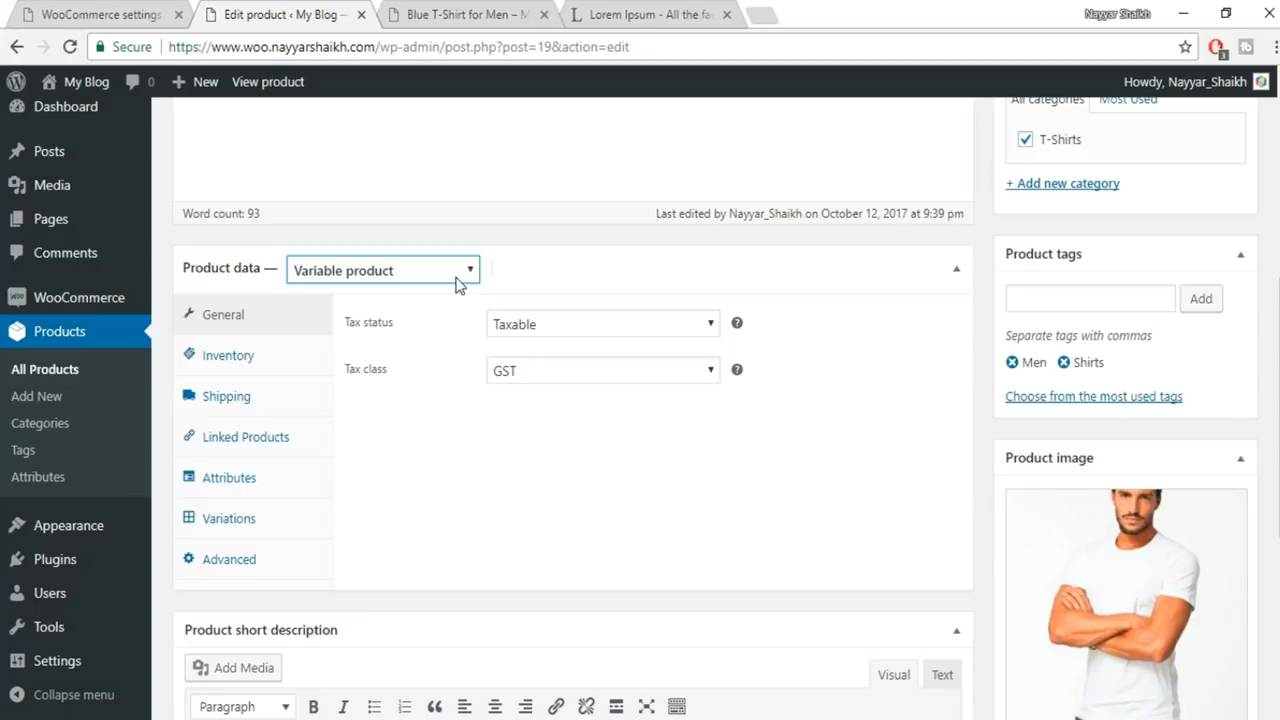 WooCommerce settings
Edit product ‹ My Blog —
Blue T-Shirt for Men – M
Lorem Ipsum - All the fa
Nayyar Shaikh
Secure
https://www.woo.nayyarshaikh.com/wp-admin/post.php?post=19&action=edit
3
My Blog
0
New
View product
Howdy, Nayyar_Shaikh
Dashboard
Posts
Media
Pages
Comments
WooCommerce
Products
All Products
Add New
Categories
Tags
Attributes
Appearance
Plugins
Users
Tools
Settings
Collapse menu
Word count: 93
Last edited by Nayyar_Shaikh on October 12, 2017 at 9:39 pm
Product data —
Variable product
General
Inventory
Shipping
Linked Products
Attributes
Variations
Advanced
Tax status
Taxable
Tax class
GST
Product short description
Add Media
Visual
Text
Paragraph
B
I
All categories
Most Used
T-Shirts
+ Add new category
Product tags
Add
Separate tags with commas
Men
Shirts
Choose from the most used tags
Product image